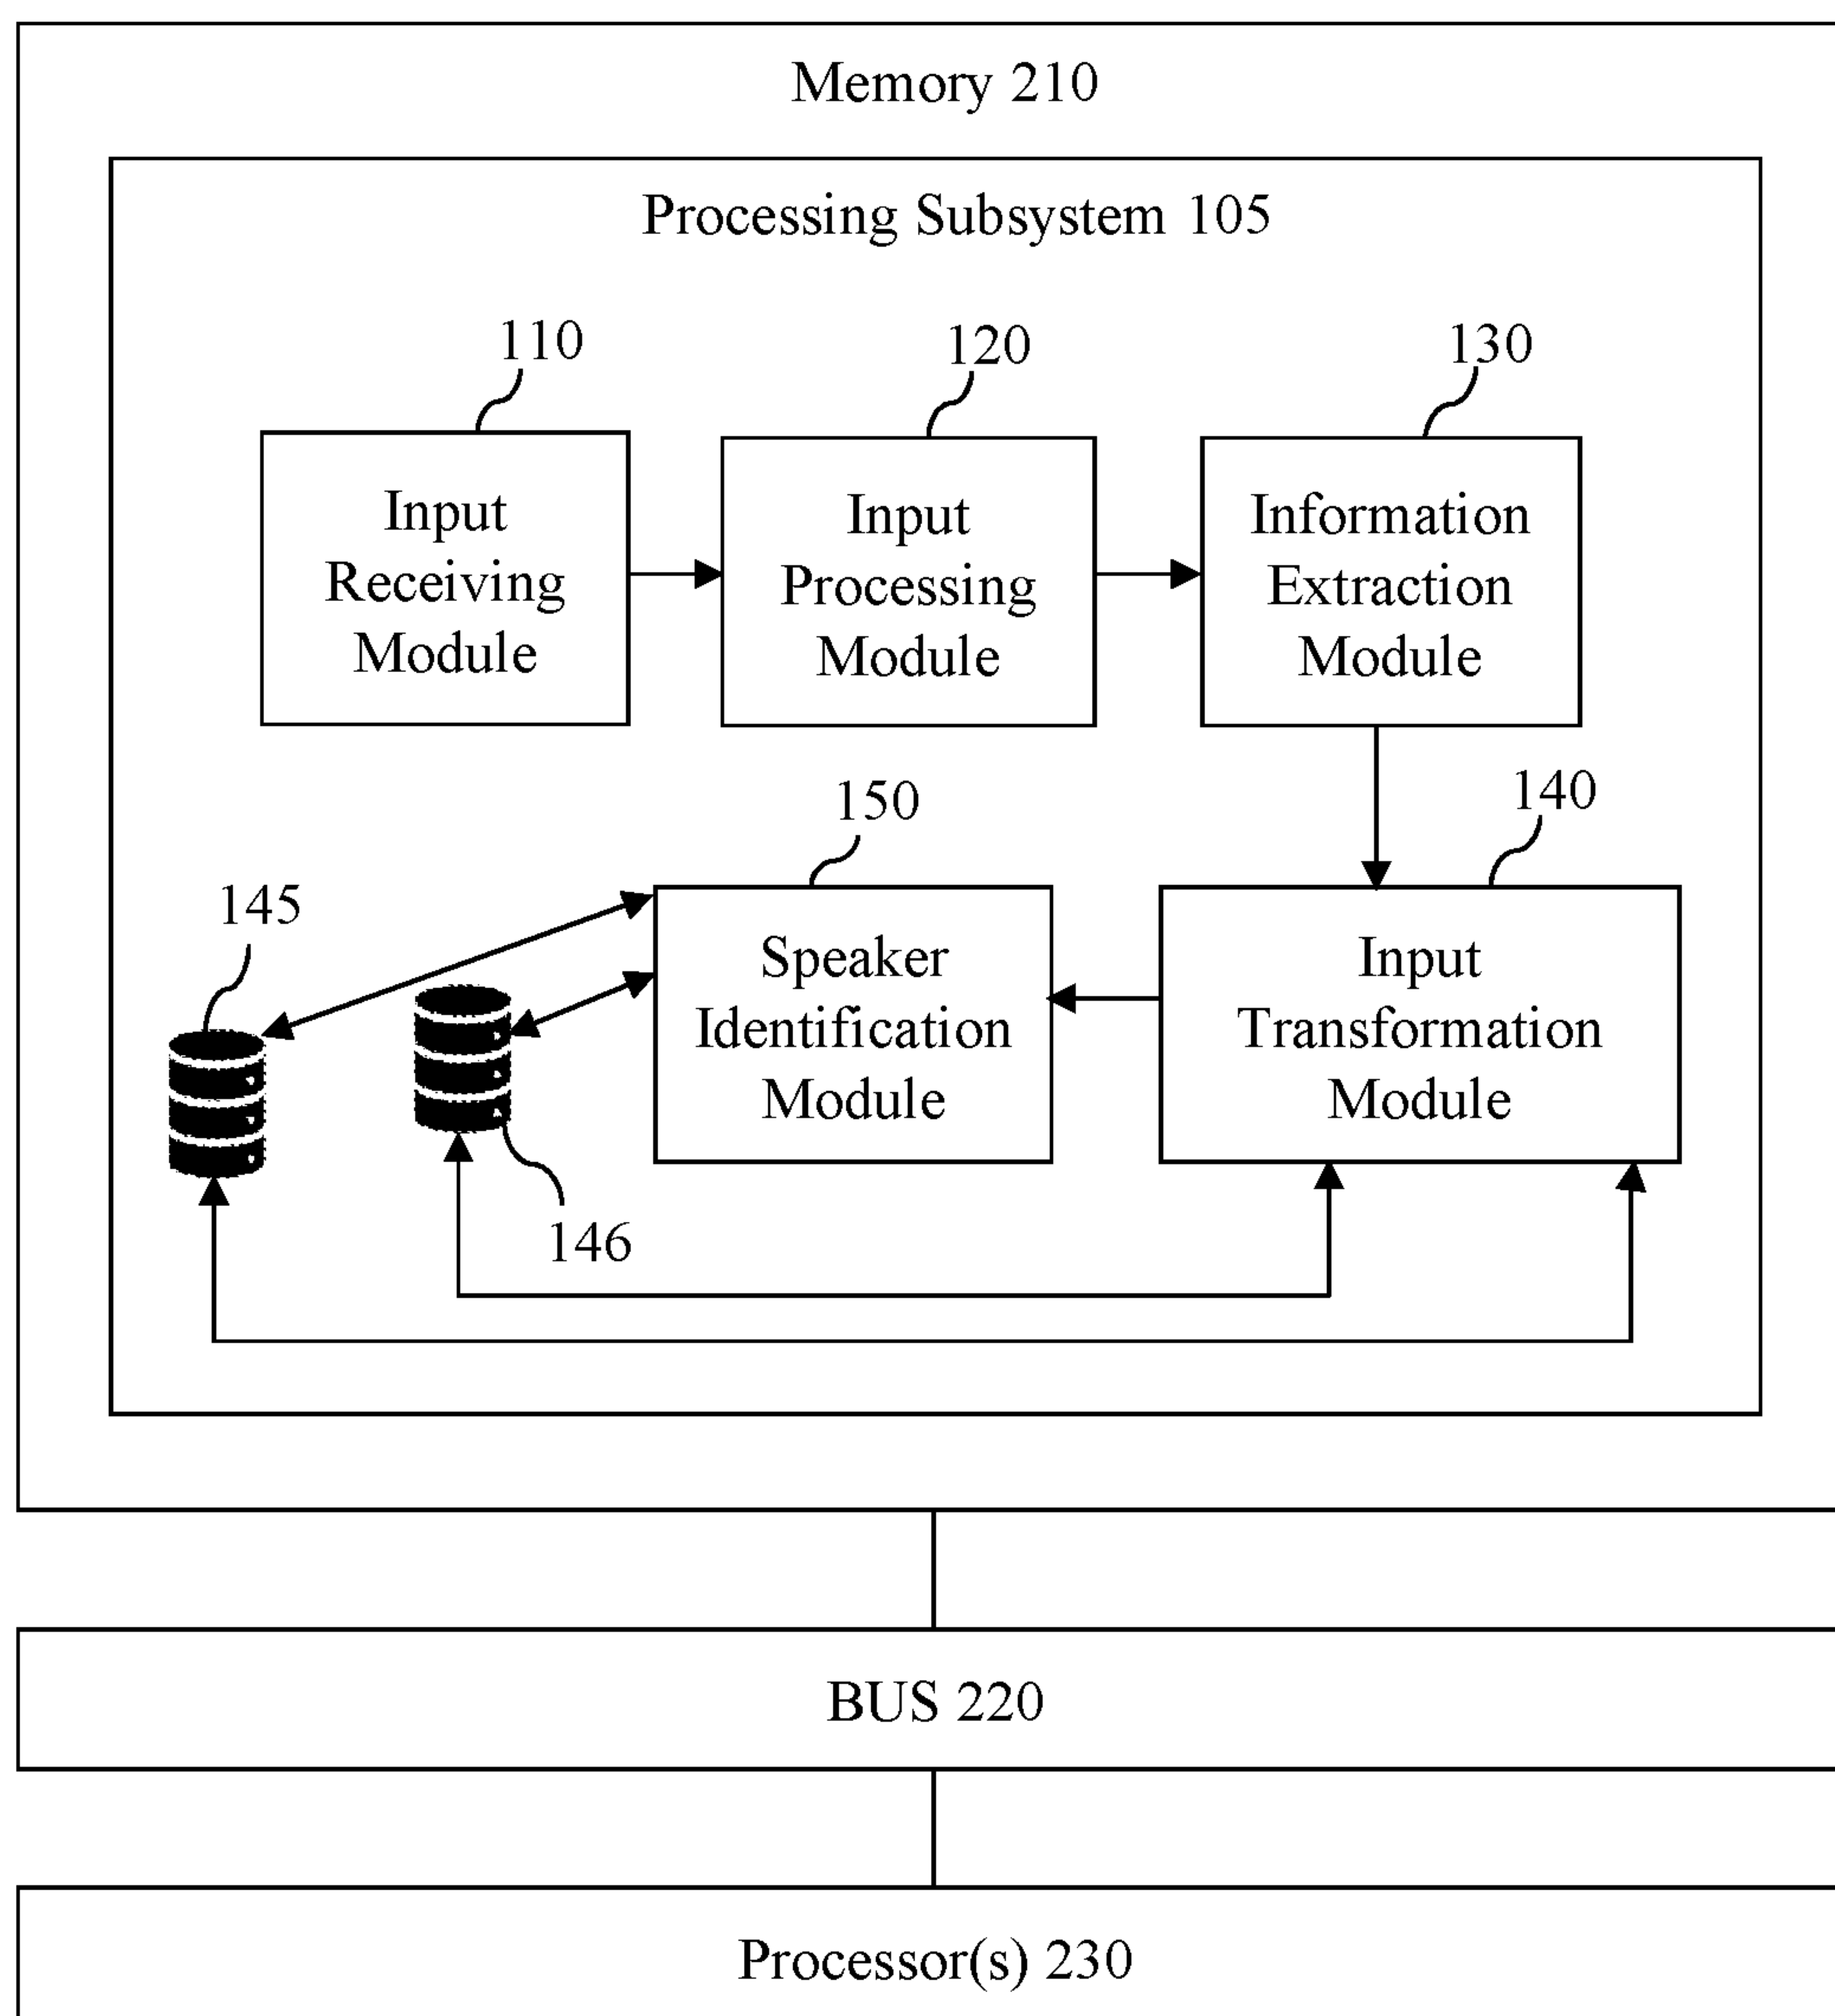 Memory 210
Processing Subsystem 105
110
120
130
Input
Receiving
Module
Input
Processing
Module
Information
Extraction
Module
150
140
145
Speaker
Identification
Module
Input
Transformation
Module
146
BUS 220
Processor(s) 230